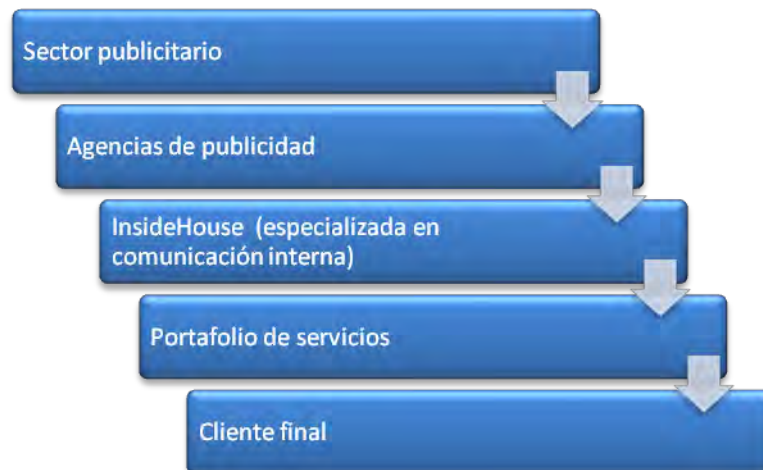 Sector publicitario
Agencias de publicidad
InsideHouse (especializada en
comunicación interna)
Portafolio de servicios
Cliente final